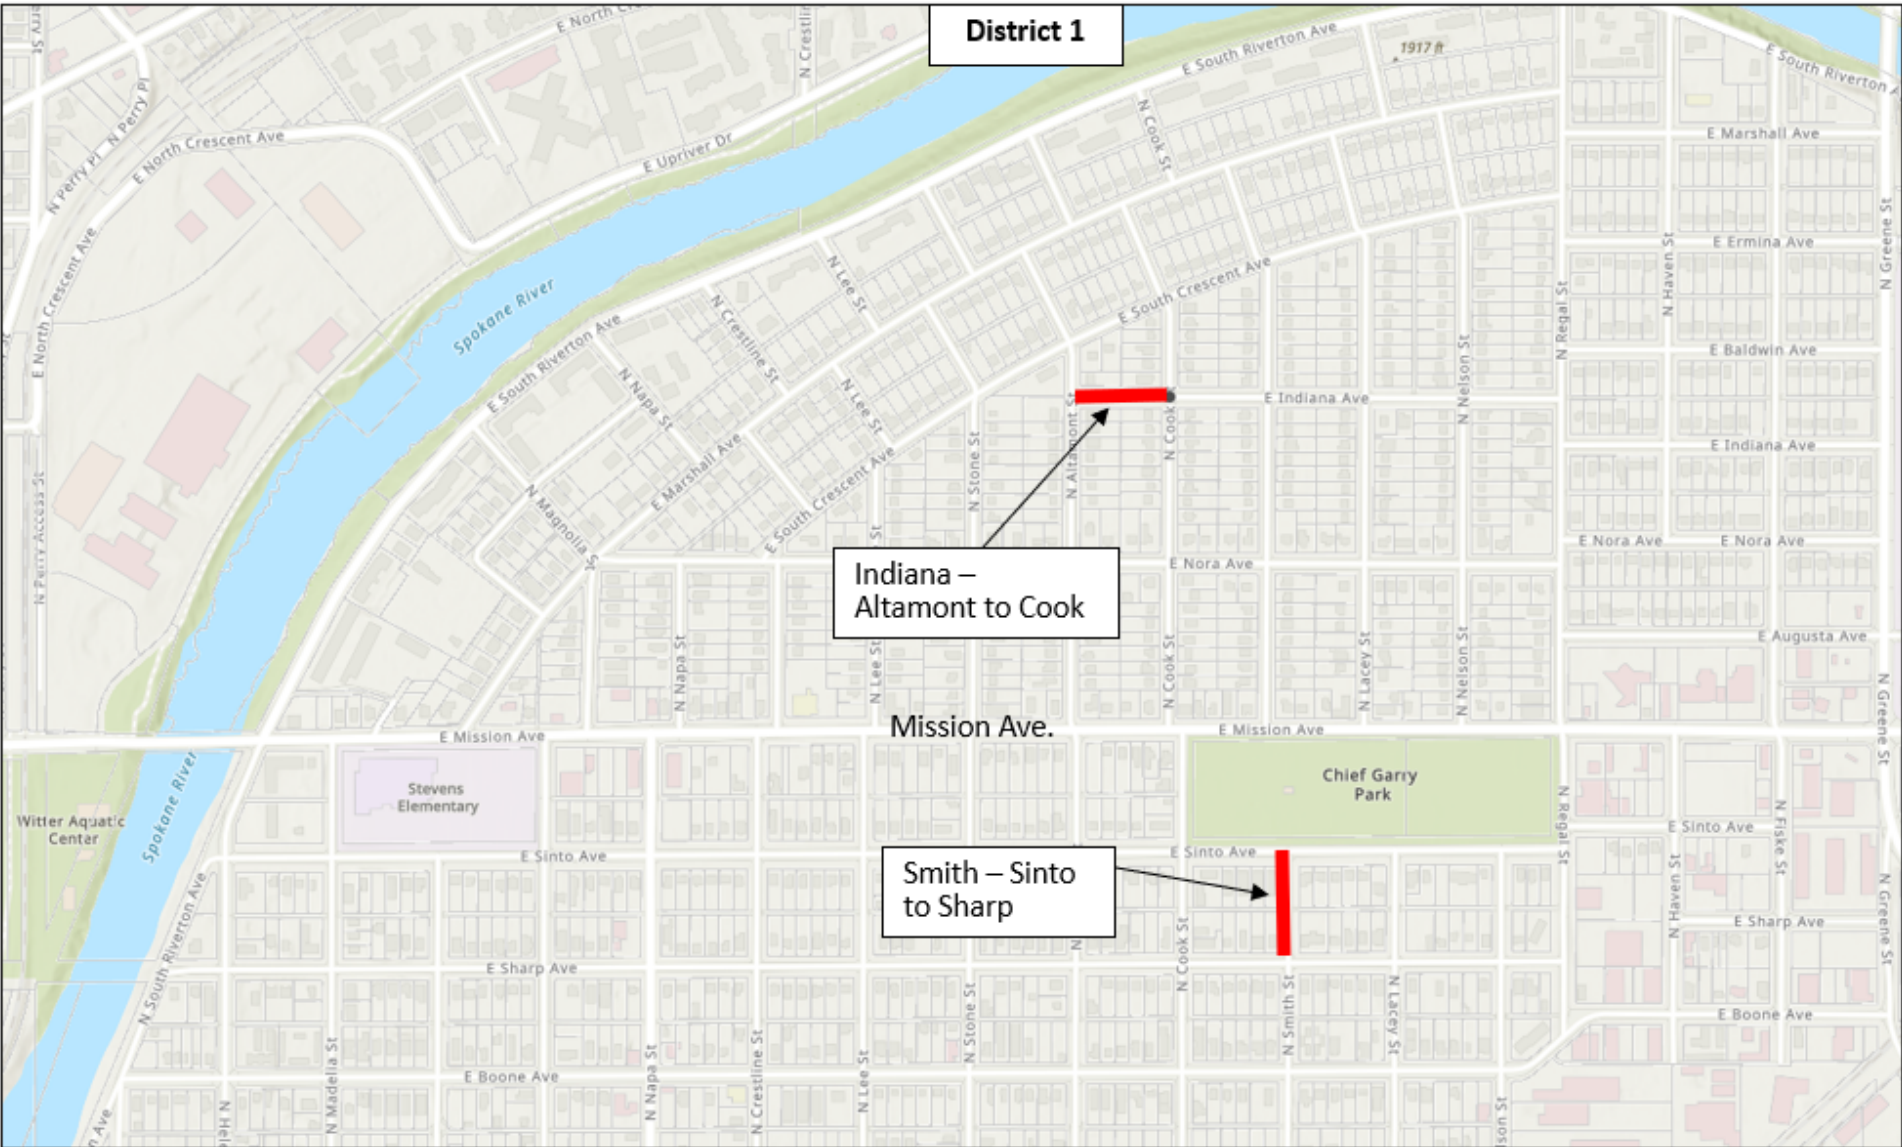 District 1
E North
N Crestlin
E South Riverton Ave
1917 ft
E South Riverton
N Perry Pl
N Perry Pl
E North Crescent Ave
E Upriver Dr
N Cook St
E Marshall Ave
N Greene St
E North Crescent Ave
Spokane River
N Lee St
E South Crescent Ave
N Haven St
E Ermina Ave
N Crestline St
E South Riverton Ave
N Regal St
E Baldwin Ave
N Napa St
N Lee St
N Nelson St
N Altamont St
N Cook
E Indiana Ave
E Indiana Ave
E Marshall Ave
E South Crescent Ave
N Stone St
N Magnolia St
N Perry Access St
Indiana –
Altamont to Cook
E Nora Ave
E Nora Ave
E Nora Ave
E Augusta Ave
N Napa St
N Lee St
N Cook St
N Lacey St
N Nelson St
N Greene St
Mission Ave.
E Mission Ave
E Mission Ave
Stevens
Elementary
Chief Garry
Park
Witter Aquatic
Center
Spokane River
E Sinto Ave
E Sinto Ave
E Sinto Ave
N Regal St
N Fiske St
Smith – Sinto
to Sharp
N Haven St
E Sharp Ave
N Greene St
N South Riverton Ave
E Sharp Ave
N Cook St
N Stone St
N Smith St
N Lacey St
E Boone Ave
N Madelia St
E Boone Ave
N Napa St
N Crestline St
N Lee St